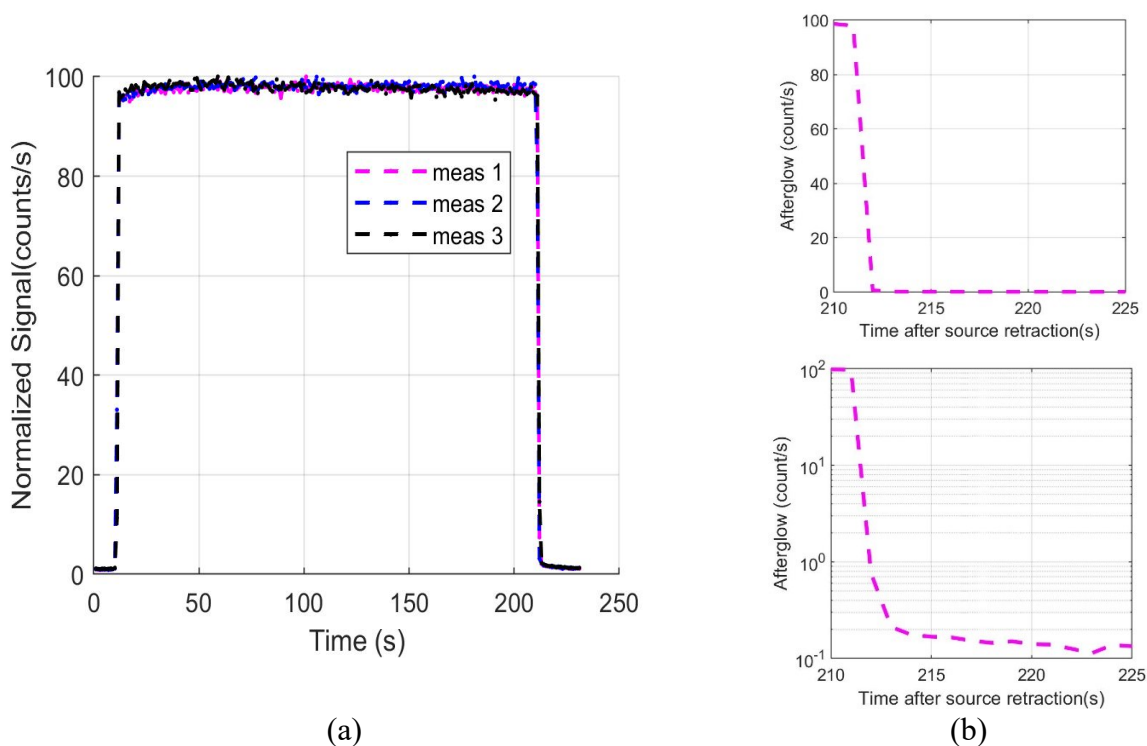 Normalized Signal(counts/s)
100
80
60
40
20
0
0 50 100 150 200 250
Time (s)
meas 1
meas 2
meas 3
(a)
Afterglow (count/s)
100
80
60
40
20
0
210 215 220 225
Time after source retraction(s)
Afterglow (count/s)
10^2
10^1
10^0
10^-1
210 215 220 225
Time after source retraction(s)
(b)